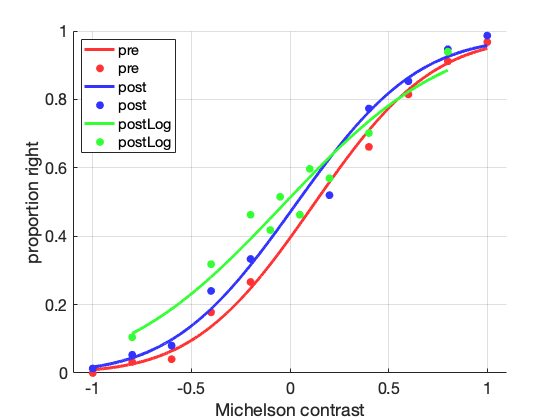 1
0.8
0.6
0.4
0.2
0
pre
pre
post
post
postLog
postLog
proportion right
-1
-0.5
0
0.5
1
Michelson contrast